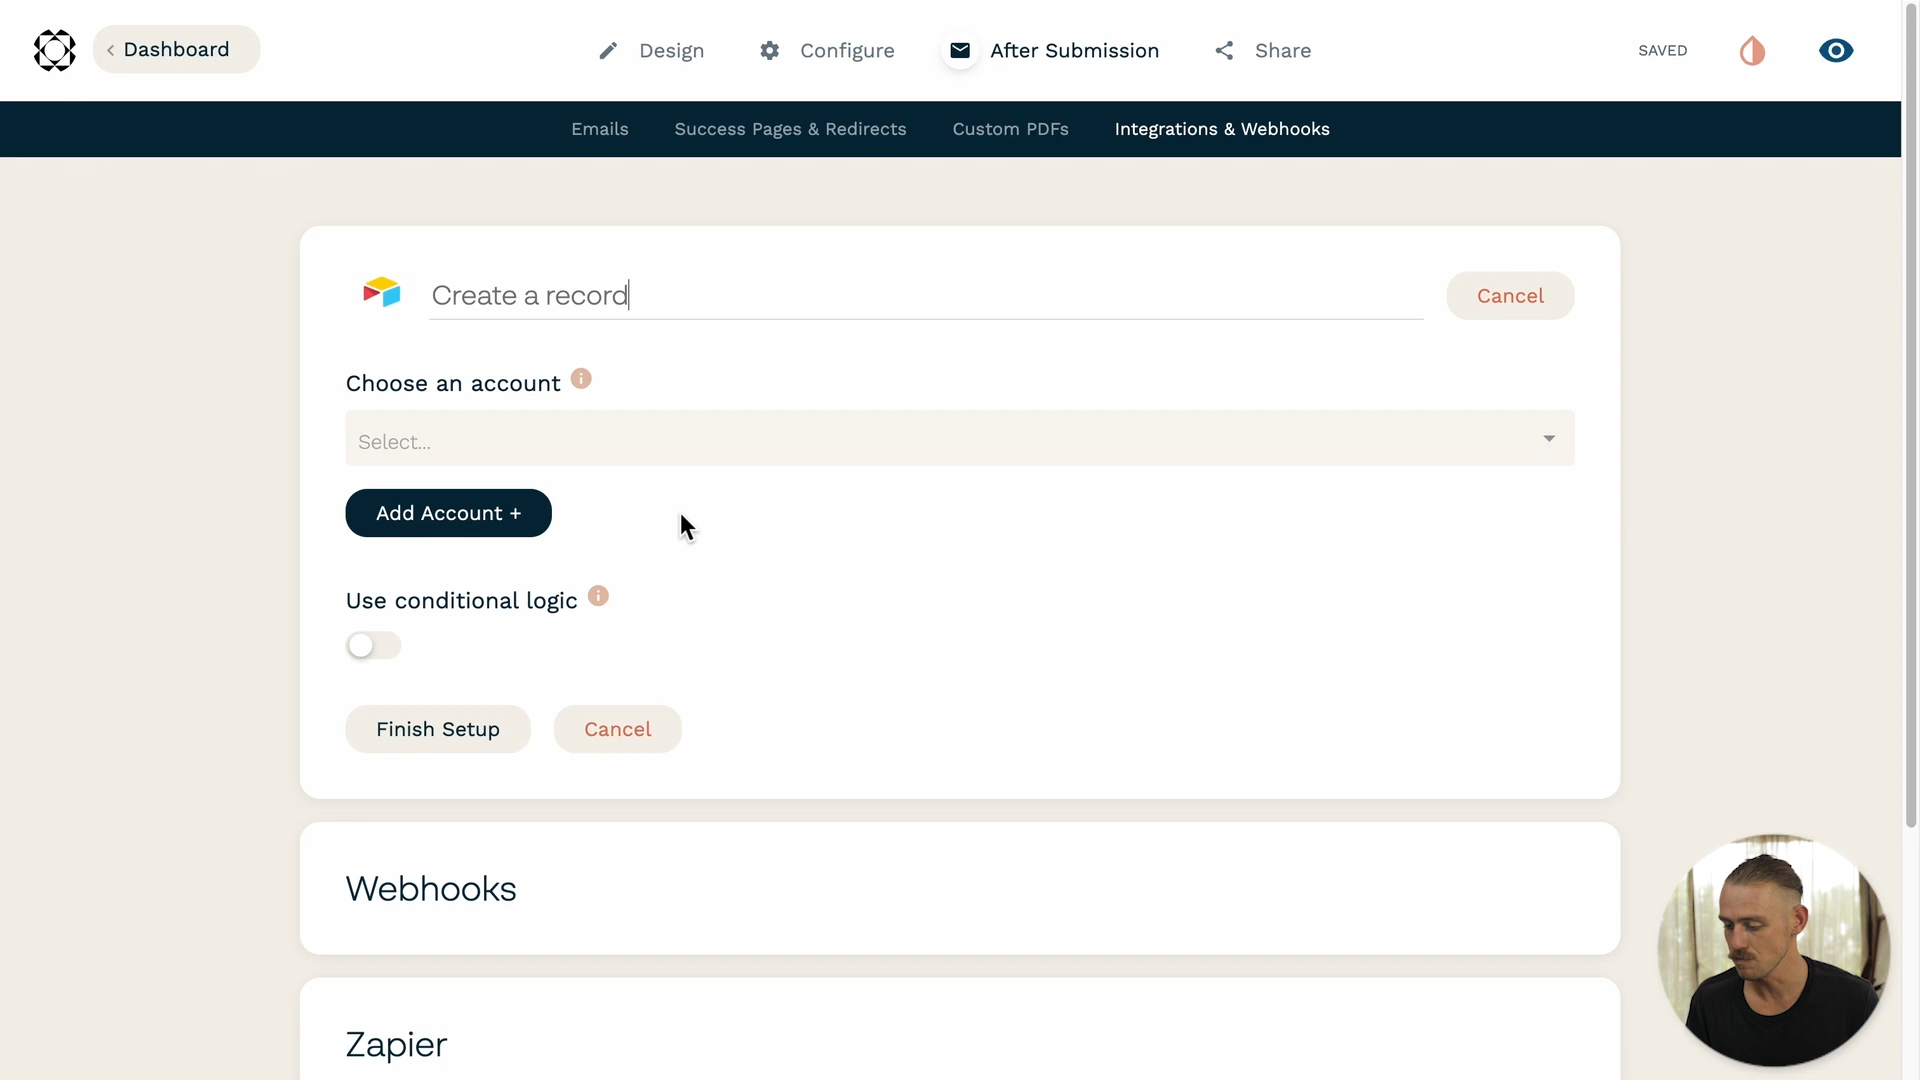 Dashboard
Design
Configure
After Submission
Share
SAVED
Emails
Success Pages & Redirects
Custom PDFs
Integrations & Webhooks
Create a record
Cancel
Choose an account
Select...
Add Account +
Use conditional logic
Finish Setup
Cancel
Webhooks
Zapier